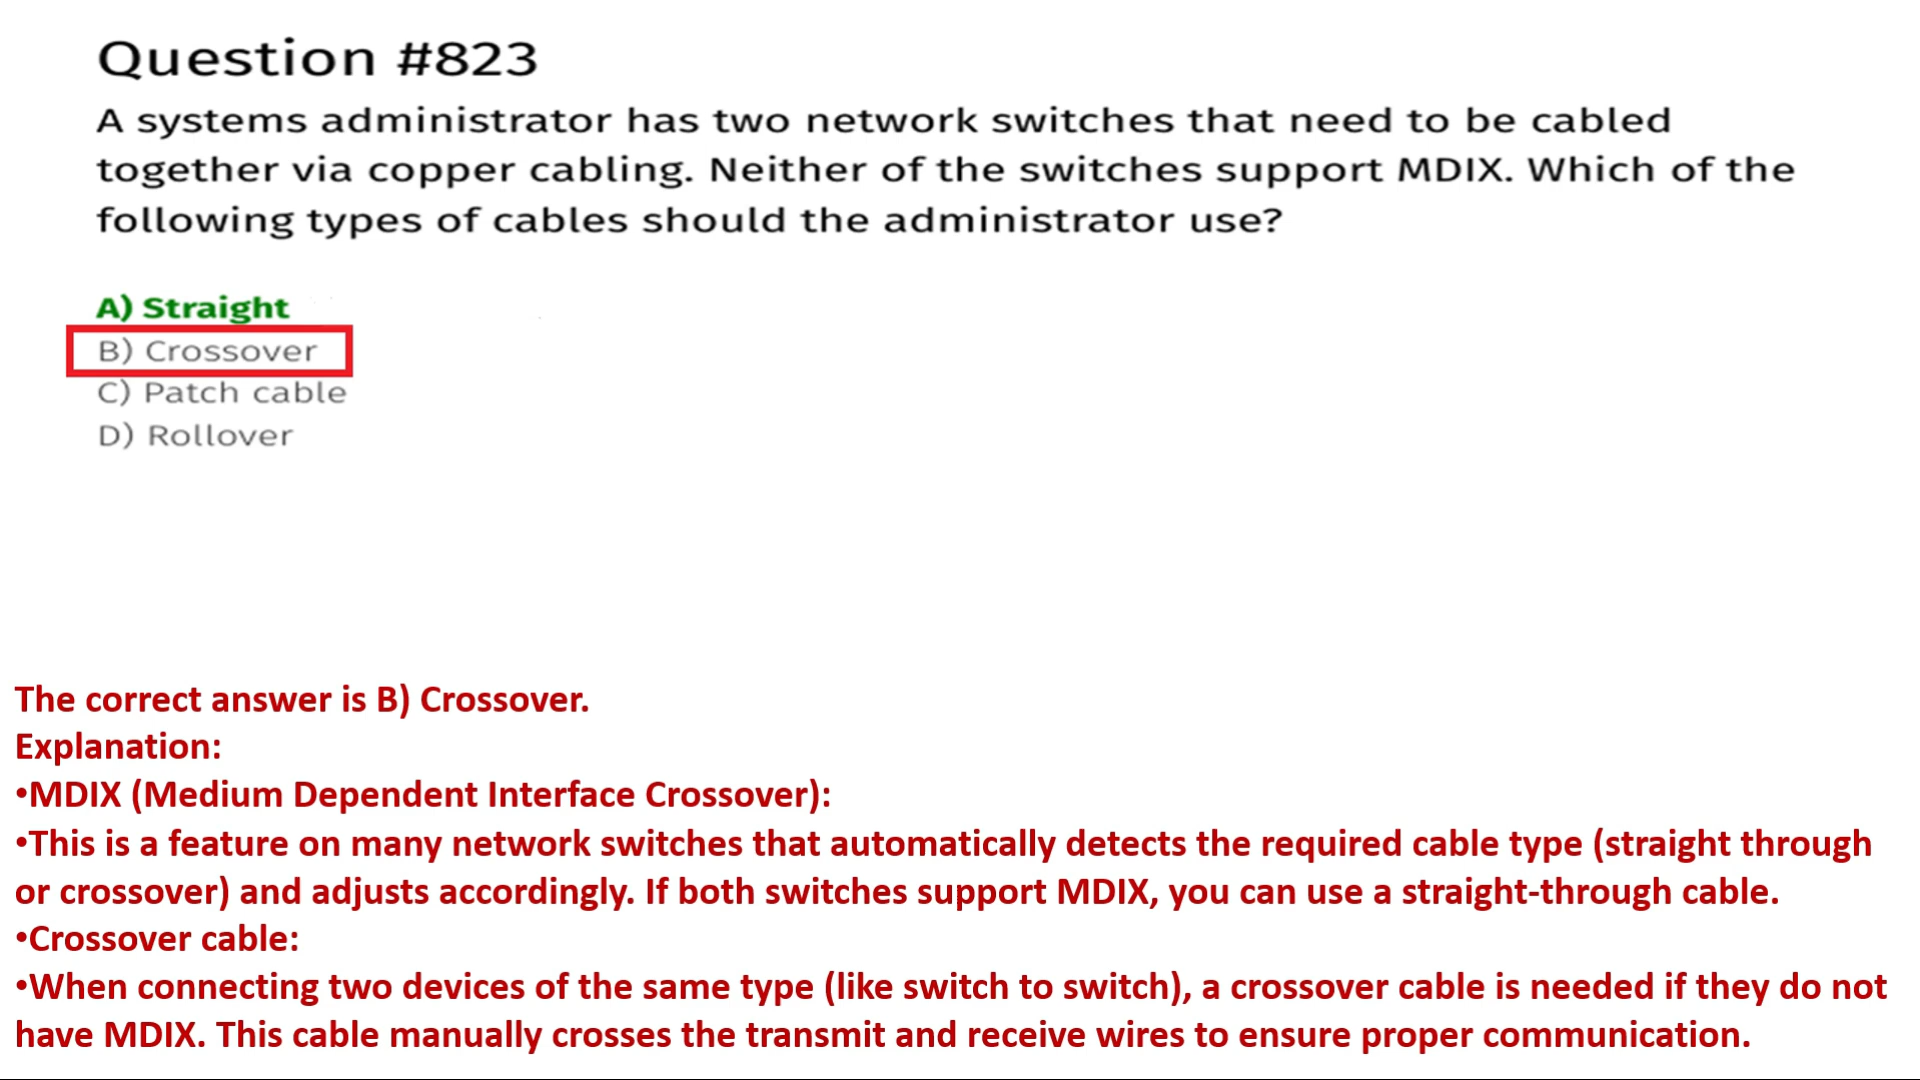 Question #823
A systems administrator has two network switches that need to be cabled
together via copper cabling. Neither of the switches support MDIX. Which of the
following types of cables should the administrator use?
A) Straight
B) Crossover
C) Patch cable
D) Rollover
The correct answer is B) Crossover.
Explanation:
•MDIX (Medium Dependent Interface Crossover):
•This is a feature on many network switches that automatically detects the required cable type (straight through
or crossover) and adjusts accordingly. If both switches support MDIX, you can use a straight-through cable.
•Crossover cable:
•When connecting two devices of the same type (like switch to switch), a crossover cable is needed if they do not
have MDIX. This cable manually crosses the transmit and receive wires to ensure proper communication.